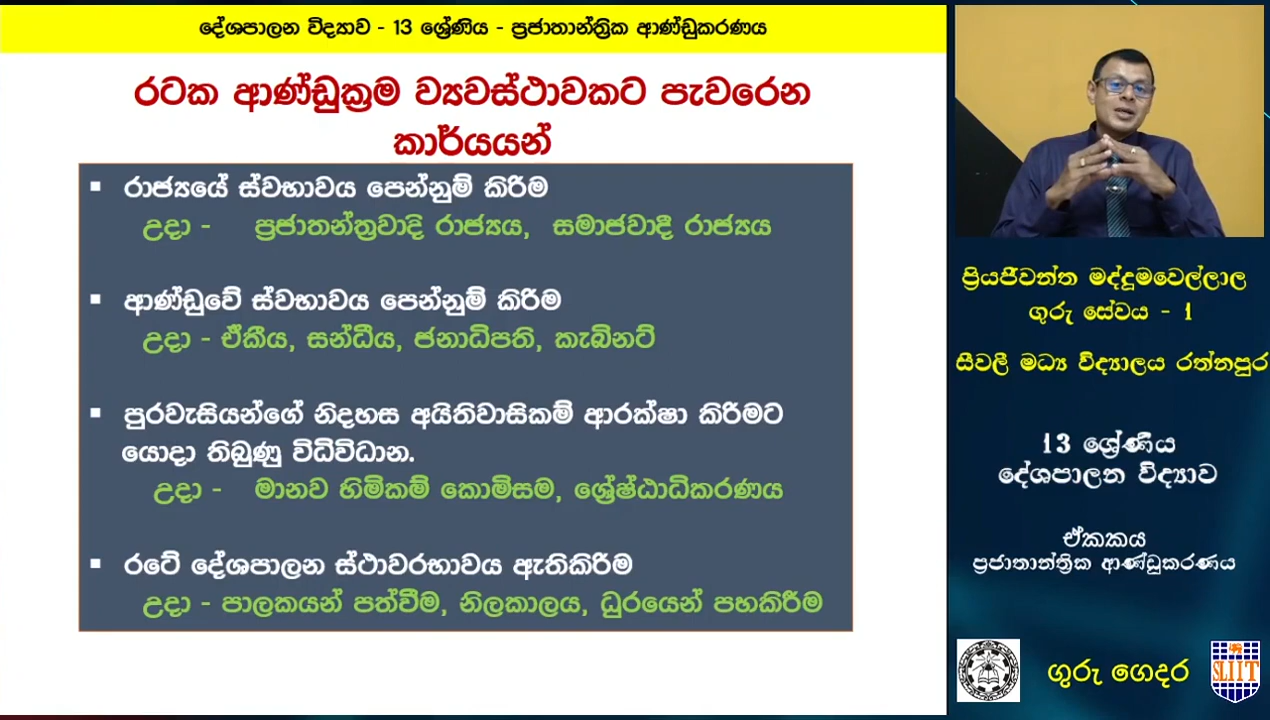 දේශපාලන විද්‍යාව - 13 ශ්‍රේණිය - ප්‍රජාතාන්ත්‍රික ආණ්ඩුකරණය
රටක ආණ්ඩුක්‍රම ව්‍යවස්ථාවකට පැවරෙන
කාර්යයන්
▪ රාජ්‍යයේ ස්වභාවය පෙන්නුම් කිරිම
උදා - ප්‍රජාතන්ත්‍රවාදි රාජ්‍යය, සමාජවාදී රාජ්‍යය
▪ ආණ්ඩුවේ ස්වභාවය පෙන්නුම් කිරිම
උදා - ඒකීය, සන්ධීය, ජනාධිපති, කැබිනට්
▪ පුරවැසියන්ගේ නිදහස අයිතිවාසිකම් ආරක්ෂා කිරිමට
යොදා තිබුණු විධිවිධාන.
උදා - මානව හිමිකම් කොමිසම, ශ්‍රේෂ්ඨාධිකරණය
▪ රටේ දේශපාලන ස්ථාවරභාවය ඇතිකිරීම
උදා - පාලකයන් පත්වීම, නිලකාලය, ධුරයෙන් පහකිරීම
ප්‍රියජීවන්ත මද්දූමවෙල්ලාල
ගුරු සේවය - 1
සීවලී මධ්‍ය විද්‍යාලය රත්නපුර
13 ශ්‍රේණිය
දේශපාලන විද්‍යාව
ඒකකය
ප්‍රජාතාන්ත්‍රික ආණ්ඩුකරණය
ගුරු ගෙදර
SLIIT